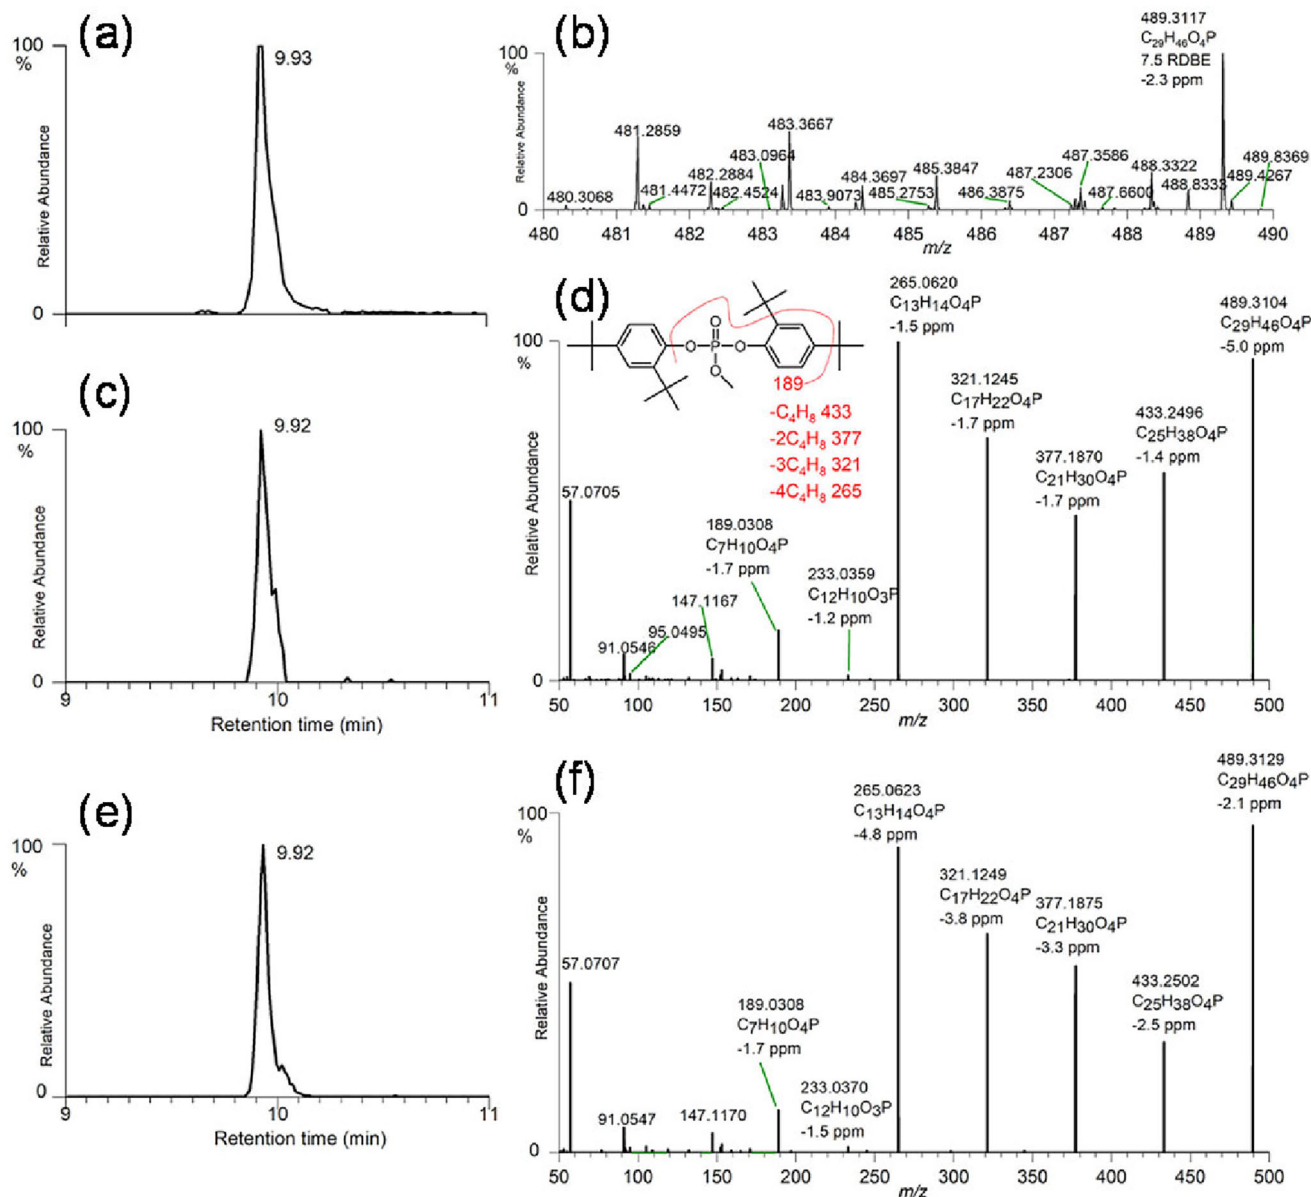 (a)
100
%
9.93
Relative Abundance
0
(b)
100
%
Relative Abundance
0
480.3068
481.2859
481.4472
482.2884
482.4524
483.0964
483.3667
483.9073
484.3697
485.2753
485.3847
486.3875
487.2306
487.3586
487.6600
488.3322
488.8333
489.3117
C29H46O4P
7.5 RDBE
-2.3 ppm
489.4267
489.8369
480 481 482 483 484 485 486 487 488 489 490
m/z
(c)
100
%
9.92
Relative Abundance
0
9 10 11
Retention time (min)
(d)
100
%
Relative Abundance
0
O
O P O
O
189
-C4H8 433
-2C4H8 377
-3C4H8 321
-4C4H8 265
57.0705
91.0546
95.0495
147.1167
189.0308
C7H10O4P
-1.7 ppm
233.0359
C12H10O3P
-1.2 ppm
265.0620
C13H14O4P
-1.5 ppm
321.1245
C17H22O4P
-1.7 ppm
377.1870
C21H30O4P
-1.7 ppm
433.2496
C25H38O4P
-1.4 ppm
489.3104
C29H46O4P
-5.0 ppm
50 100 150 200 250 300 350 400 450 500
m/z
(e)
100
%
9.92
Relative Abundance
0
9 10 11
Retention time (min)
(f)
100
%
Relative Abundance
0
57.0707
91.0547
147.1170
189.0308
C7H10O4P
-1.7 ppm
233.0370
C12H10O3P
-1.5 ppm
265.0623
C13H14O4P
-4.8 ppm
321.1249
C17H22O4P
-3.8 ppm
377.1875
C21H30O4P
-3.3 ppm
433.2502
C25H38O4P
-2.5 ppm
489.3129
C29H46O4P
-2.1 ppm
50 100 150 200 250 300 350 400 450 500
m/z